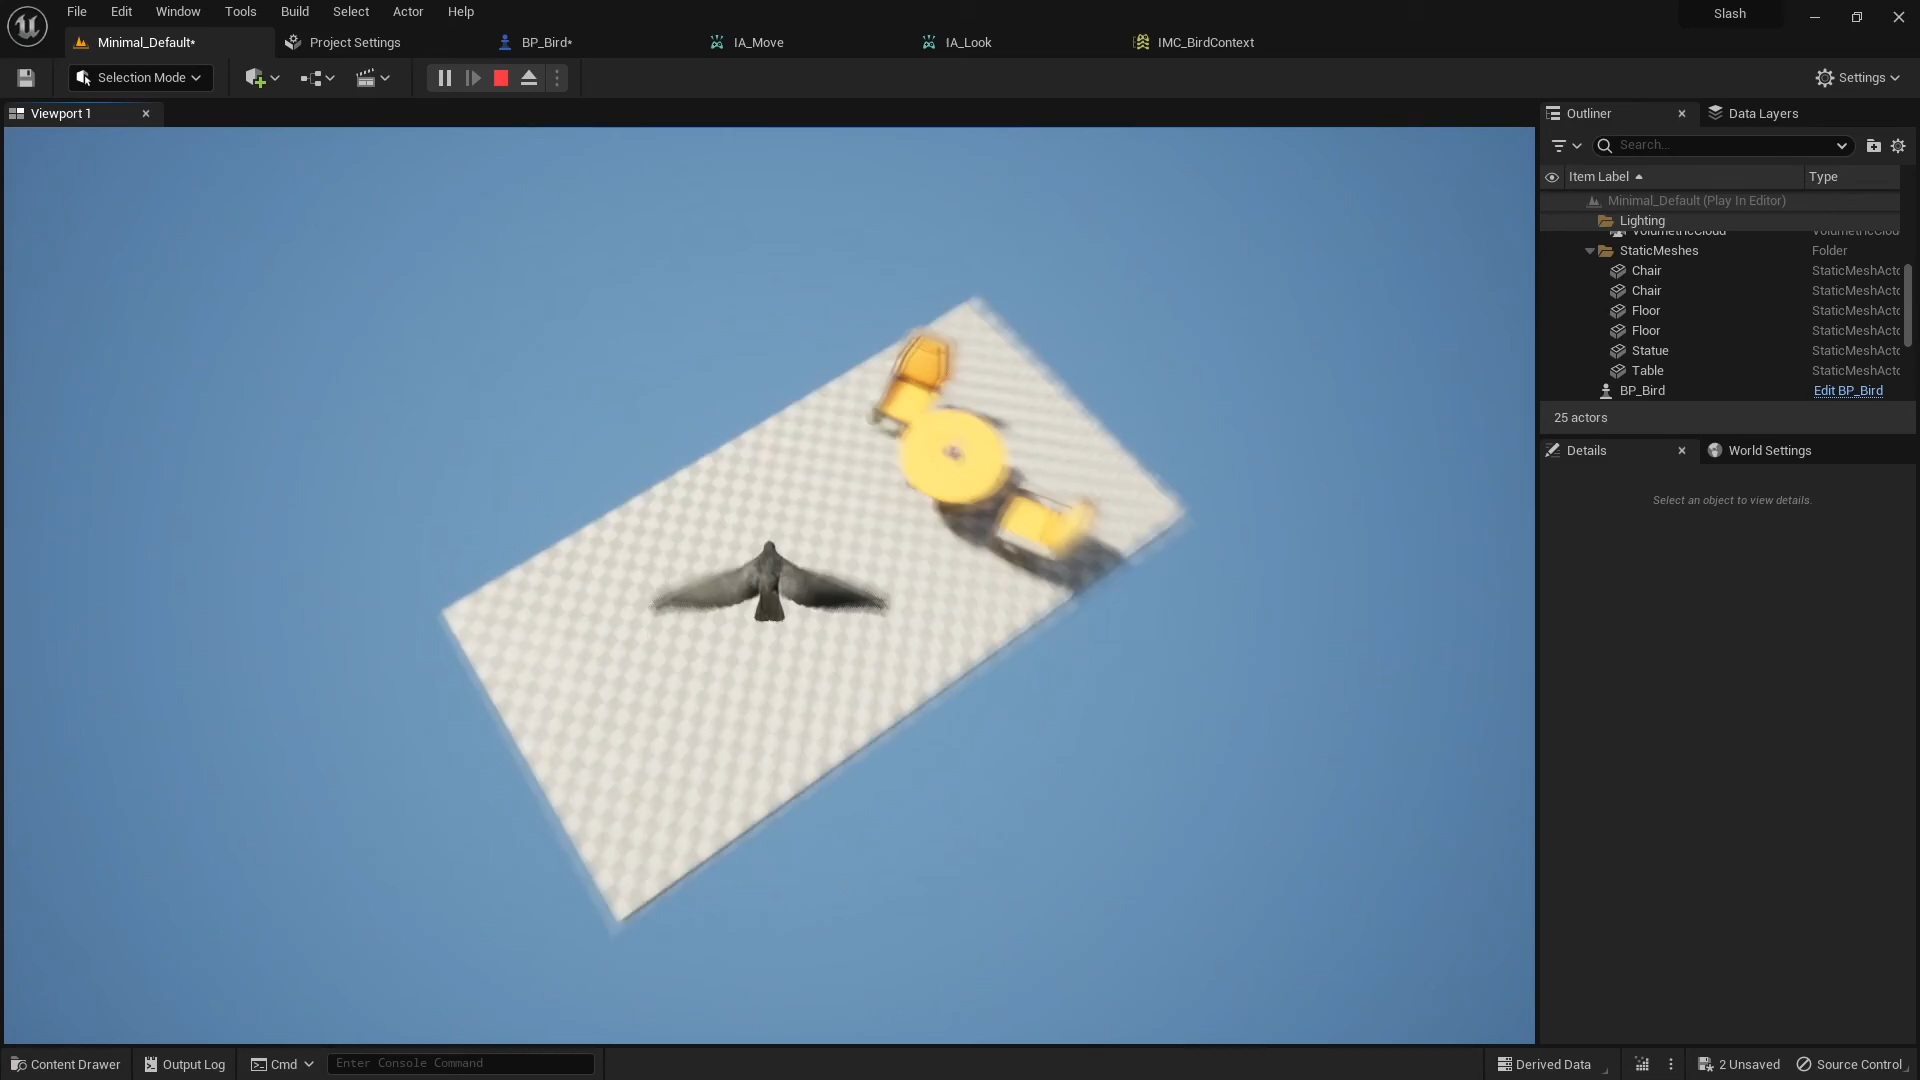 File Edit Window Tools Build Select Actor Help
Slash
Minimal_Default*
Project Settings
BP_Bird*
IA_Move
IA_Look
IMC_BirdContext
Selection Mode
Settings
Viewport 1
Outliner
Data Layers
Search...
Item Label
Type
Minimal_Default (Play In Editor)
Lighting
VolumetricCloud VolumetricClou
StaticMeshes Folder
Chair StaticMeshActo
Chair StaticMeshActo
Floor StaticMeshActo
Floor StaticMeshActo
Statue StaticMeshActo
Table StaticMeshActo
BP_Bird Edit BP_Bird
25 actors
Details
World Settings
Select an object to view details.
Content Drawer
Output Log
Cmd
Enter Console Command
Derived Data
2 Unsaved
Source Control